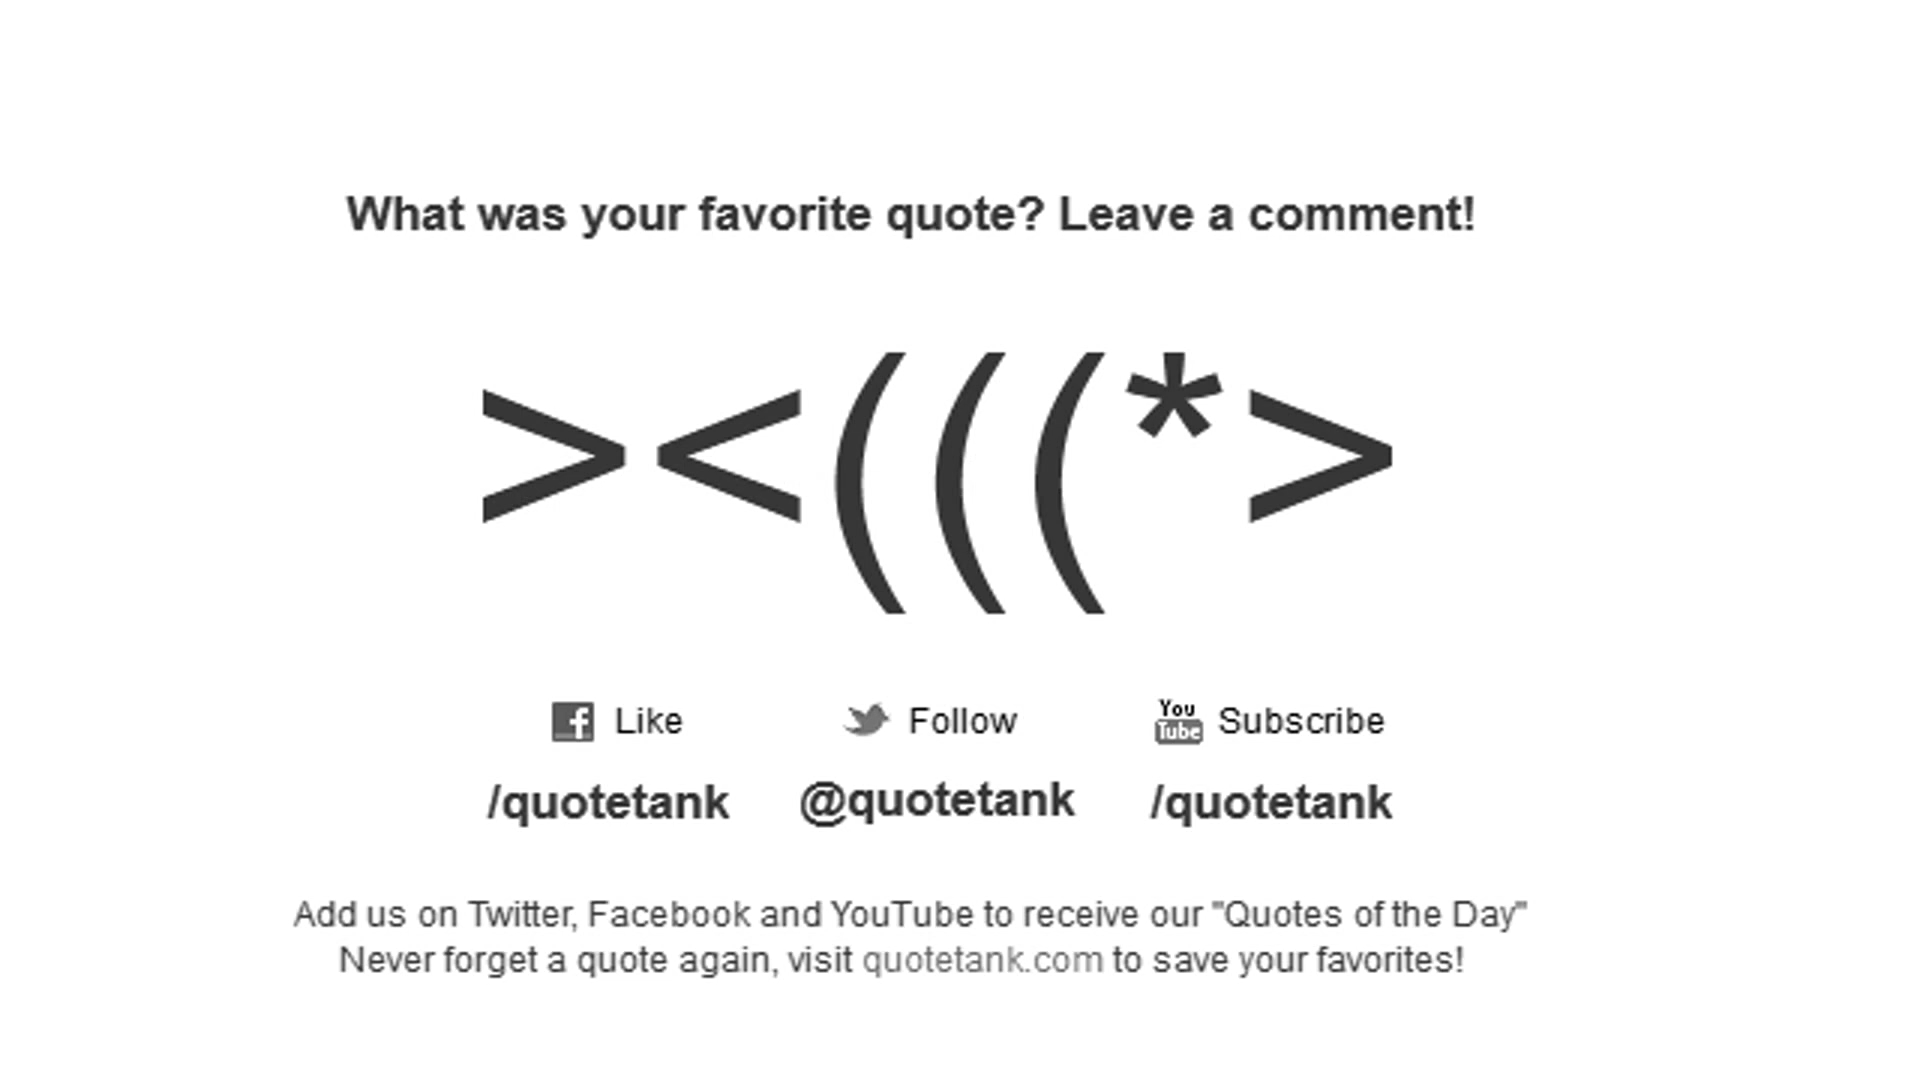 What was your favorite quote? Leave a comment!
><(((*>
f Like Follow You Tube Subscribe
/quotetank @quotetank /quotetank
Add us on Twitter, Facebook and YouTube to receive our "Quotes of the Day"
Never forget a quote again, visit quotetank.com to save your favorites!